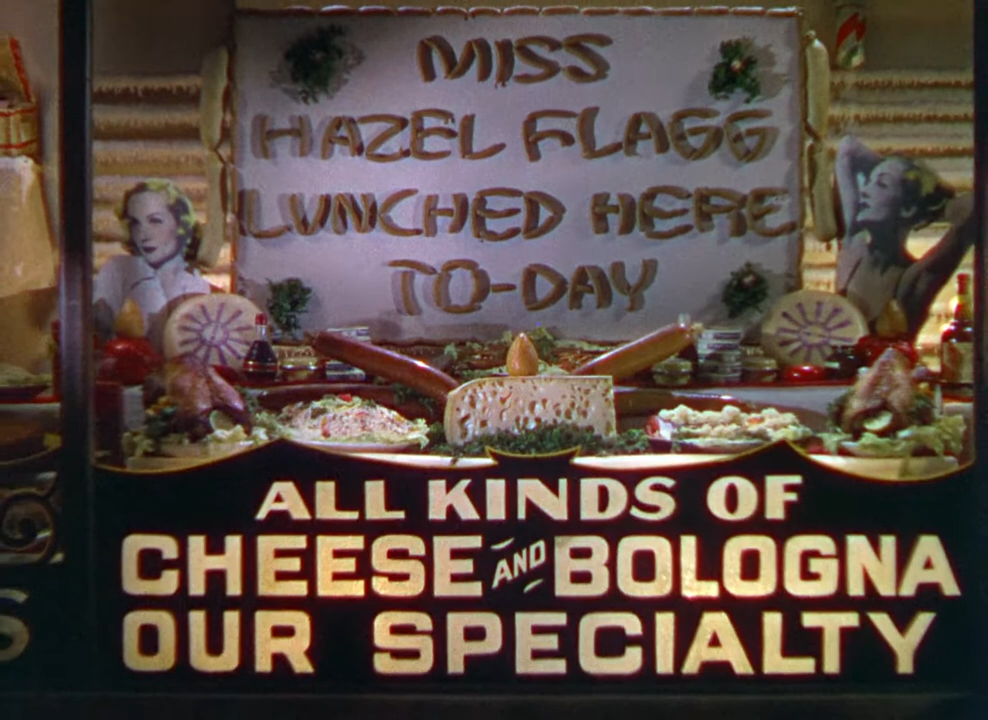 MISS
HAZEL FLAGG
LUNCHED HERE
TO-DAY
ALL KINDS OF
CHEESE AND BOLOGNA
OUR SPECIALTY